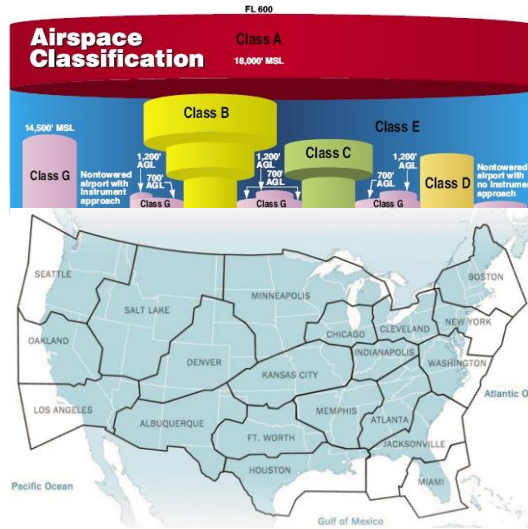 FL 600
Airspace
Classification
Class A
18,000' MSL
Class B
Class E
14,500' MSL
Class G
Nontowered
airport with
Instrument
approach
1,200'
AGL
700'
AGL
Class G
1,200'
AGL
700'
AGL
Class G
Class C
700'
AGL
1,200'
AGL
Class G
Class D
Nontowered
airport with
no Instrument
approach
SEATTLE
SALT LAKE
MINNEAPOLIS
BOSTON
OAKLAND
DENVER
CHICAGO
CLEVELAND
NEW YORK
KANSAS CITY
INDIANAPOLIS
WASHINGTON
LOS ANGELES
ALBUQUERQUE
FT. WORTH
MEMPHIS
ATLANTA
Atlantic O
HOUSTON
JACKSONVILLE
MIAMI
Pacific Ocean
Gulf of Mexico